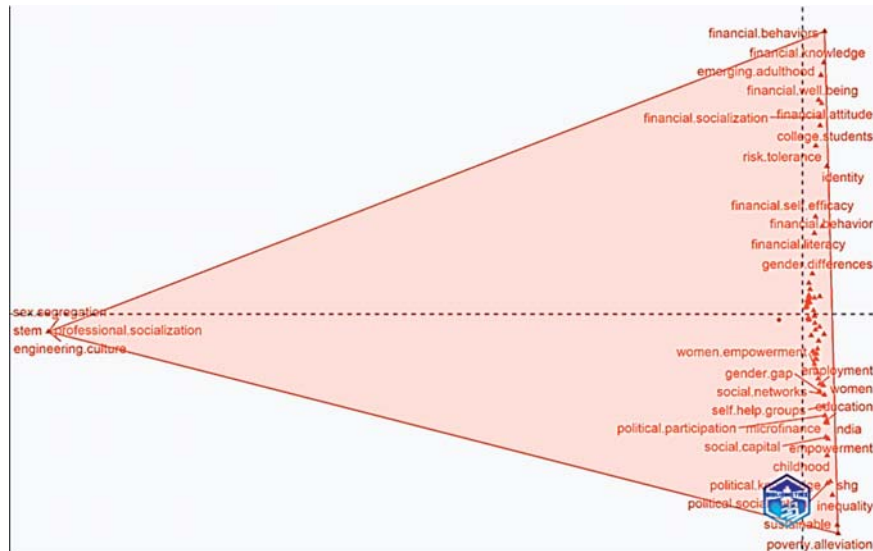 financial.behaviors
financial.knowledge
emerging.adulthood
financial.well.being
financial.attitude
financial.socialization
college.students
risk.tolerance
identity
financial.self.efficacy
financial.behavior
financial.literacy
gender.differences
sex.segregation
stem professional.socialization
engineering.culture
women.empowerment
employment
gender.gap
women
social.networks
education
self.help.groups
political.participation microfinance india
social.capital
empowerment
childhood
shg
inequality
sustainable
poverty.alleviation